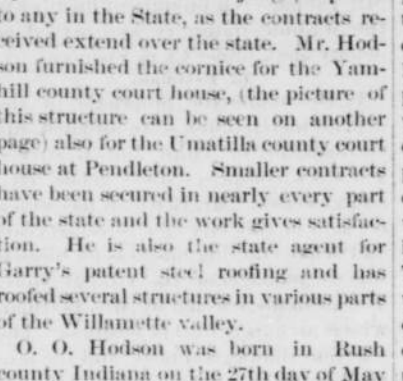 to any in the State, as the contracts re-
ceived extend over the state. Mr. Hod-
son furnished the cornice for the Yam-
hill county court house, (the picture of
this structure can be seen on another
page) also for the Umatilla county court
house at Pendleton. Smaller contracts
have been secured in nearly every part
of the state and the work gives satisfac-
tion. He is also the state agent for
Garry's patent steel roofing and has
roofed several structures in various parts
of the Willamette valley.
O. O. Hodson was born in Rush
county Indiana on the 27th day of May